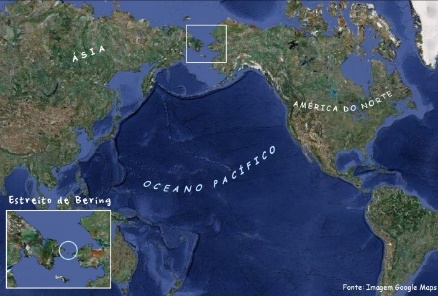 ÁSIA
AMÉRICA DO NORTE
OCEANO PACÍFICO
Estreito de Bering
Fonte: Imagem Google Maps